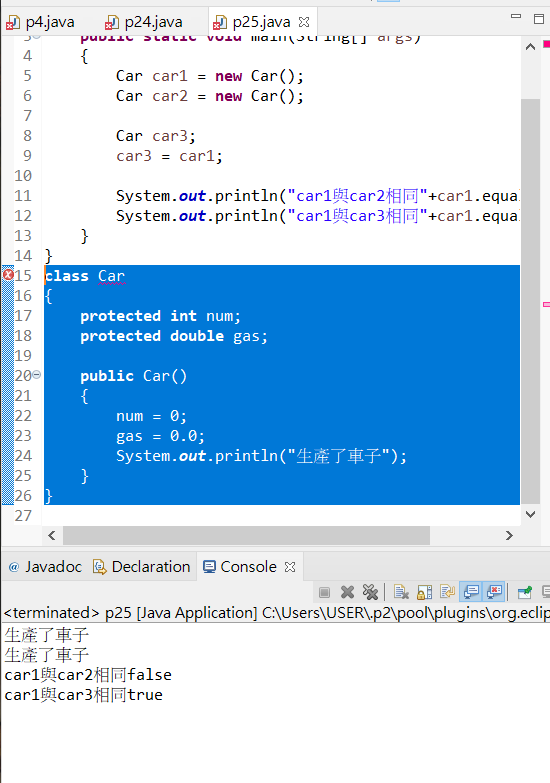 p4.java p24.java p25.java
3 public static void main(String[] args)
4 {
5 Car car1 = new Car();
6 Car car2 = new Car();
7
8 Car car3;
9 car3 = car1;
10
11 System.out.println("car1與car2相同"+car1.equa
12 System.out.println("car1與car3相同"+car1.equa
13 }
14 }
15 class Car
16 {
17 protected int num;
18 protected double gas;
19
20 public Car()
21 {
22 num = 0;
23 gas = 0.0;
24 System.out.println("生產了車子");
25 }
26 }
27
@ Javadoc Declaration Console
<terminated> p25 [Java Application] C:\Users\USER\.p2\pool\plugins\org.eclip
生產了車子
生產了車子
car1與car2相同false
car1與car3相同true